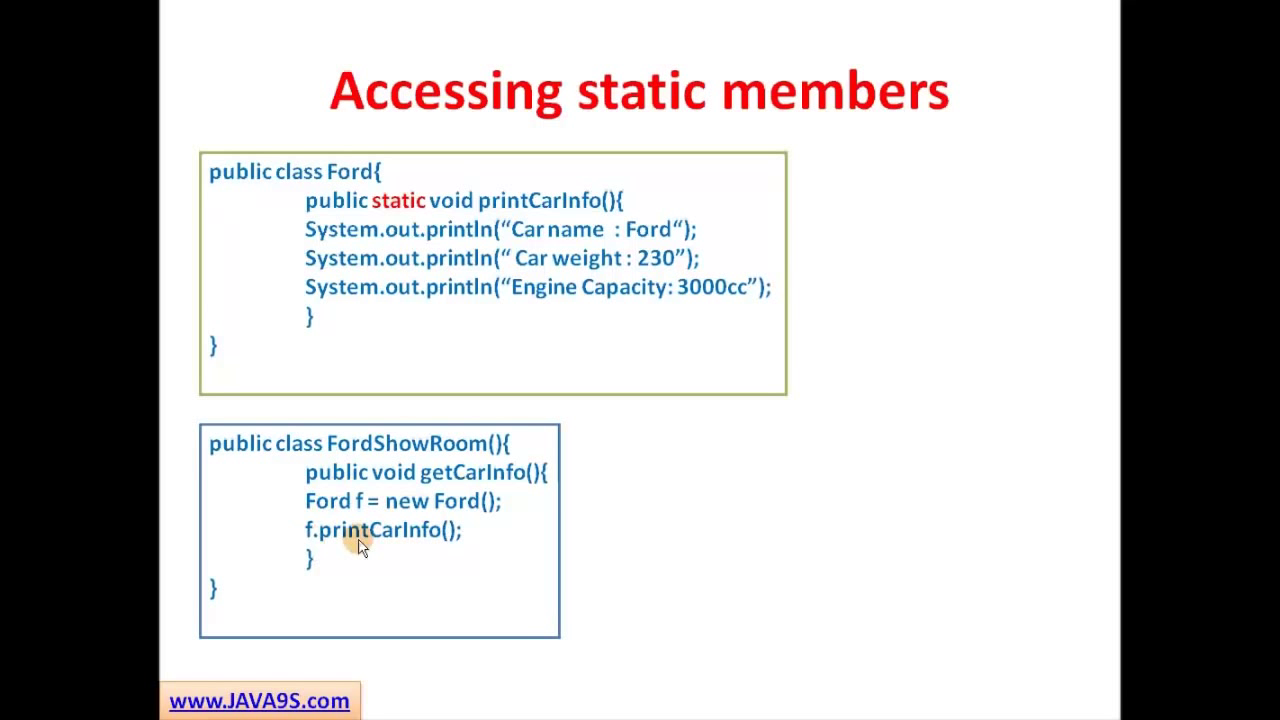 Accessing static members
public class Ford{
public static void printCarInfo(){
System.out.println(“Car name  : Ford“);
System.out.println(“ Car weight : 230”);
System.out.println(“Engine Capacity: 3000cc”);
}
}
public class FordShowRoom(){
public void getCarInfo(){
Ford f = new Ford();
f.printCarInfo();
}
}
www.JAVA9S.com